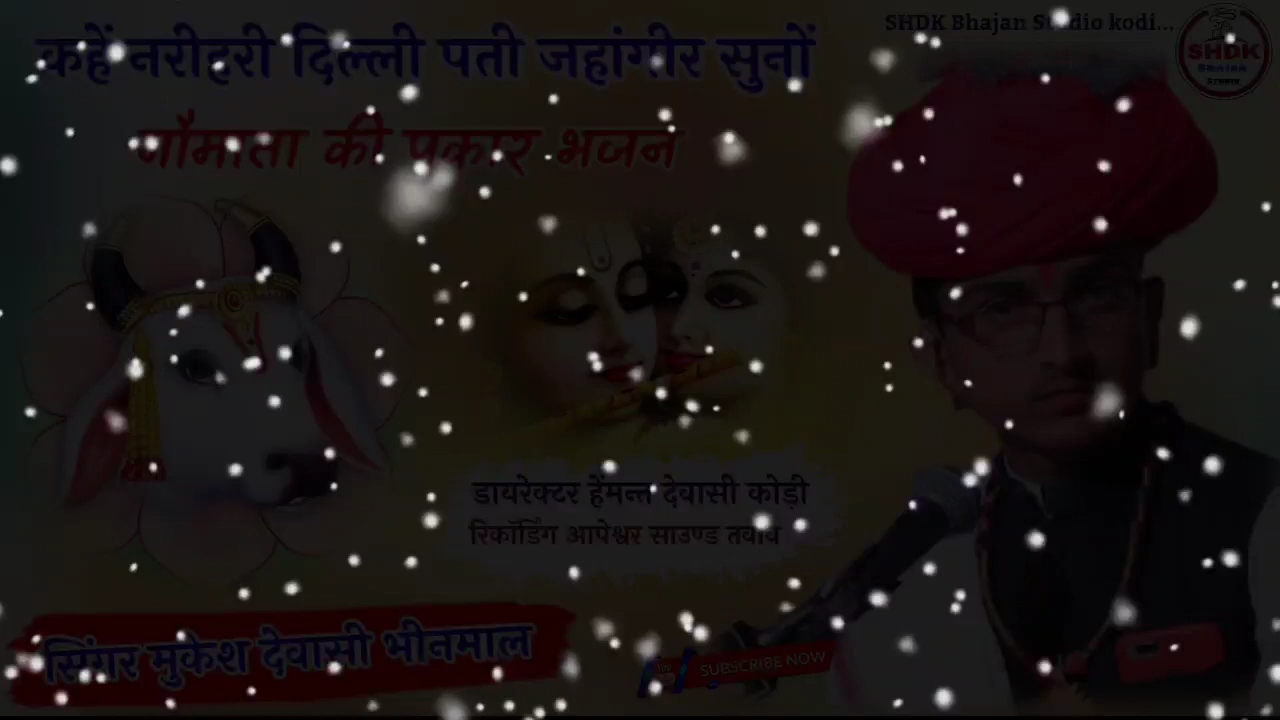 SHDK Bhajan Studio kodi...
SHDK
Bhajan
कहें नरीहरी दिल्ली पती जहांगीर सुनों
गौमाता की पुकार भजन
डायरेक्टर हेंमन्त देवासी कोड़ी
रिकॉर्डिंग आपेश्वर साउण्ड तवाव
सिंगर मुकेश देवासी भीनमाल
SUBSCRIBE NOW